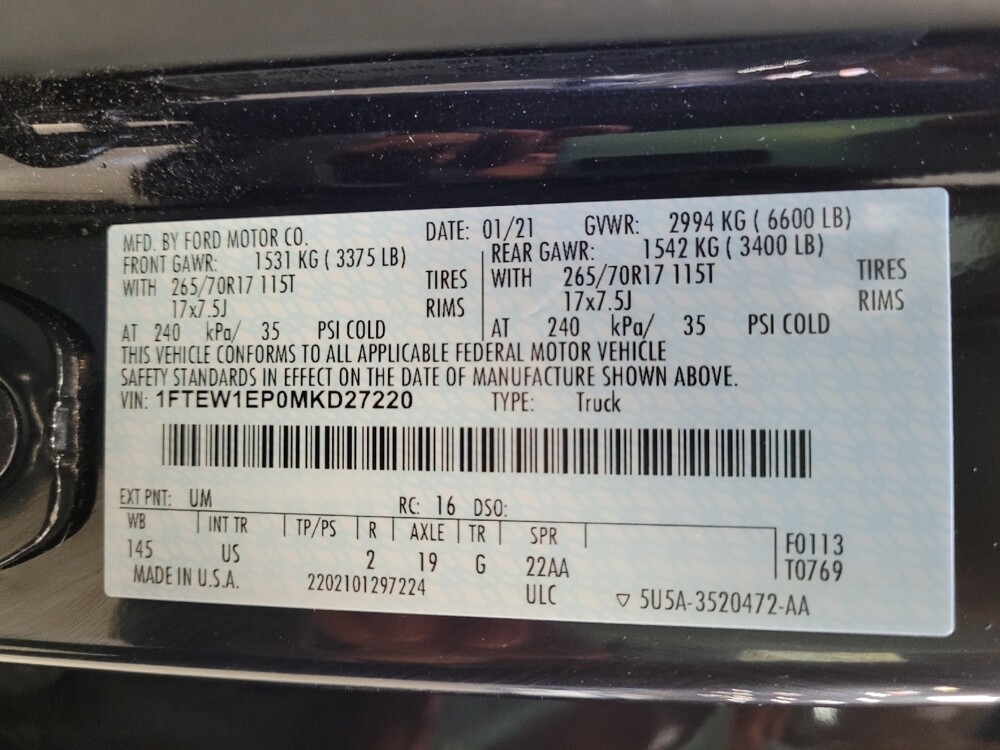 MFD. BY FORD MOTOR CO. DATE: 01/21 GVWR: 2994 KG ( 6600 LB)
FRONT GAWR: 1531 KG ( 3375 LB) REAR GAWR: 1542 KG ( 3400 LB)
WITH 265/70R17 115T TIRES WITH 265/70R17 115T TIRES
17x7.5J RIMS 17x7.5J RIMS
AT 240 kPa/ 35 PSI COLD AT 240 kPa/ 35 PSI COLD
THIS VEHICLE CONFORMS TO ALL APPLICABLE FEDERAL MOTOR VEHICLE
SAFETY STANDARDS IN EFFECT ON THE DATE OF MANUFACTURE SHOWN ABOVE.
VIN: 1FTEW1EP0MKD27220 TYPE: Truck
EXT PNT: UM RC: 16 DSO:
WB INT TR TP/PS R AXLE TR SPR F0113
145 US 2 19 G 22AA T0769
MADE IN U.S.A. 2202101297224 ULC ▽ 5U5A-3520472-AA